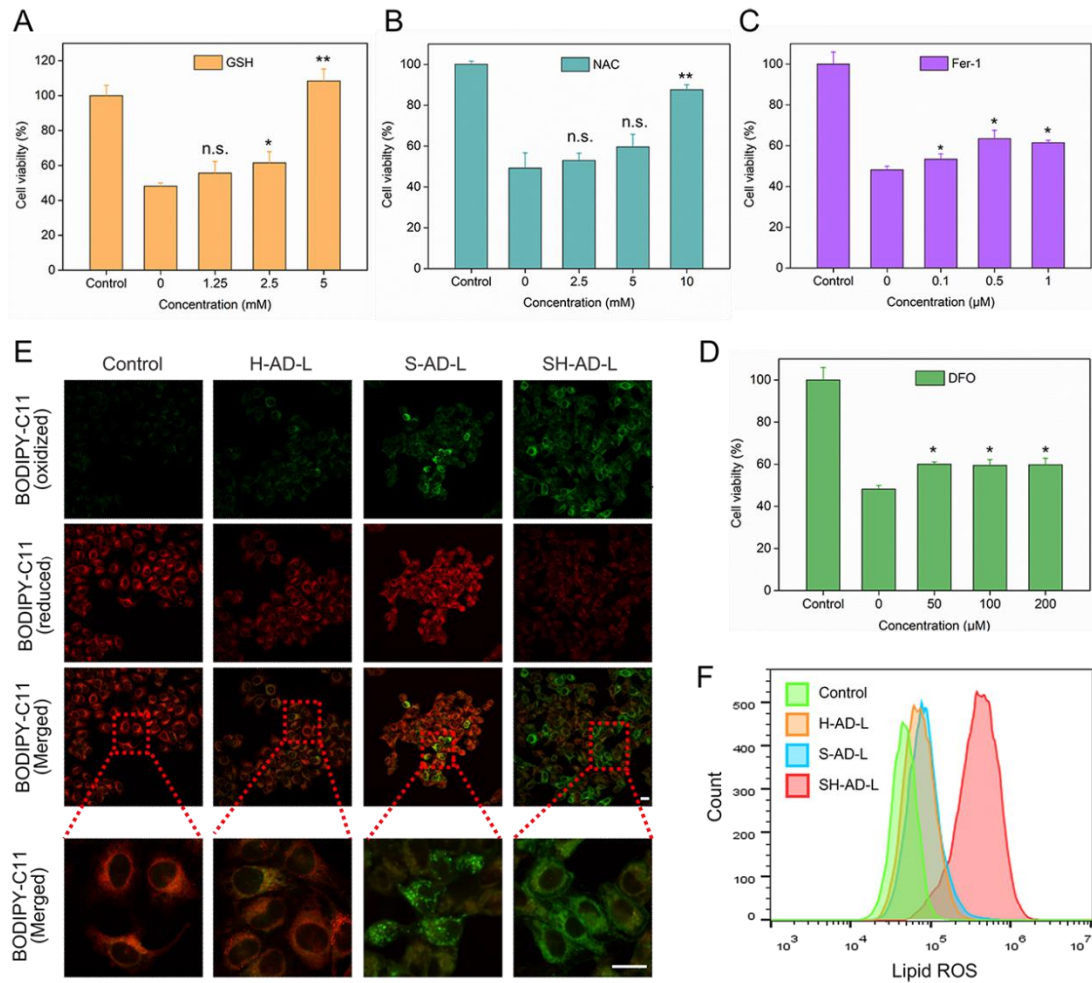 A
GSH
Cell viability (%)
120
100
80
60
40
20
0
n.s.
*
**
Control 0 1.25 2.5 5
Concentration (mM)
B
NAC
Cell viability (%)
100
80
60
40
20
0
n.s.
n.s.
**
Control 0 2.5 5 10
Concentration (mM)
C
Fer-1
Cell viability (%)
100
80
60
40
20
0
*
*
*
Control 0 0.1 0.5 1
Concentration (µM)
D
DFO
Cell viability (%)
100
80
60
40
20
0
*
*
*
Control 0 50 100 200
Concentration (µM)
E
Control H-AD-L S-AD-L SH-AD-L
BODIPY-C11
(oxidized)
BODIPY-C11
(reduced)
BODIPY-C11
(Merged)
BODIPY-C11
(Merged)
F
Control
H-AD-L
S-AD-L
SH-AD-L
Count
500
400
300
200
100
0
10³ 10⁴ 10⁵ 10⁶ 10⁷
Lipid ROS